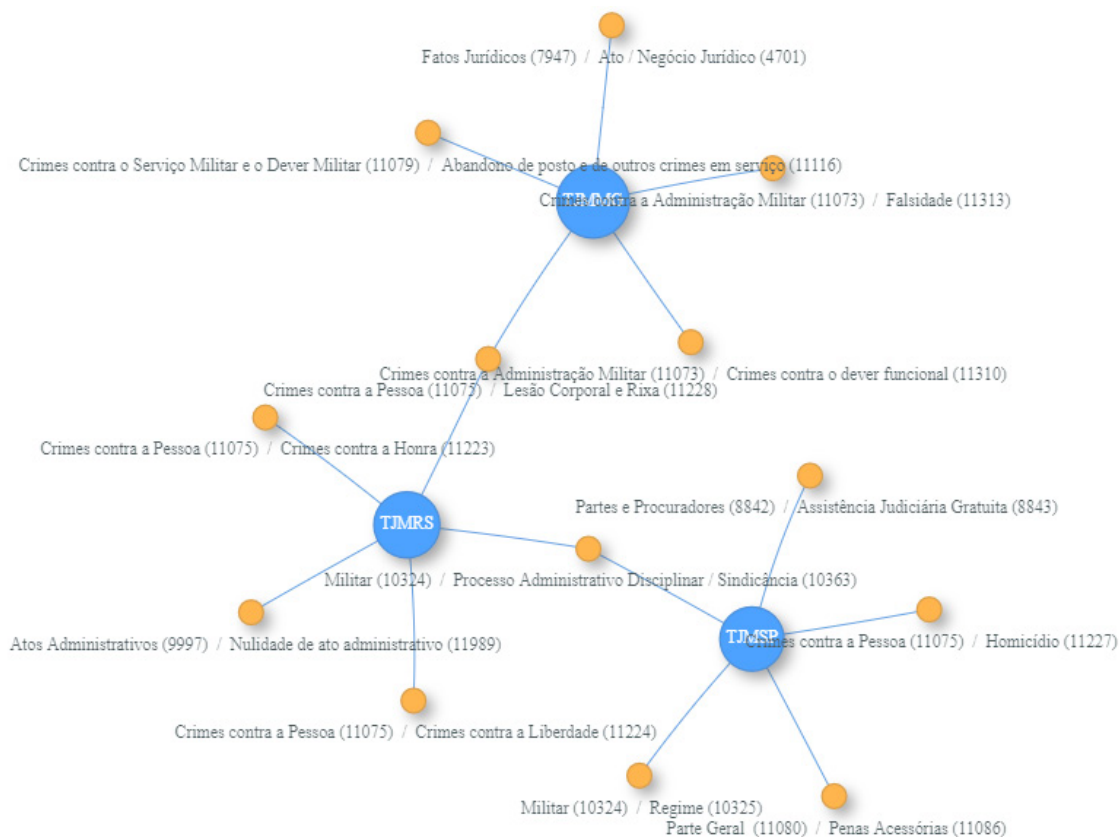 Fatos Jurídicos (7947) / Ato / Negócio Jurídico (4701)
Crimes contra o Serviço Militar e o Dever Militar (11079) / Abandono de posto e de outros crimes em serviço (11116)
TJMMG
Crimes contra a Administração Militar (11073) / Falsidade (11313)
Crimes contra a Administração Militar (11073) / Crimes contra o dever funcional (11310)
Crimes contra a Pessoa (11075) / Lesão Corporal e Rixa (11228)
Crimes contra a Pessoa (11075) / Crimes contra a Honra (11223)
Partes e Procuradores (8842) / Assistência Judiciária Gratuita (8843)
TJMRS
Militar (10324) / Processo Administrativo Disciplinar / Sindicância (10363)
TJMSP
Crimes contra a Pessoa (11075) / Homicídio (11227)
Atos Administrativos (9997) / Nulidade de ato administrativo (11989)
Crimes contra a Pessoa (11075) / Crimes contra a Liberdade (11224)
Militar (10324) / Regime (10325)
Parte Geral (11080) / Penas Acessórias (11086)